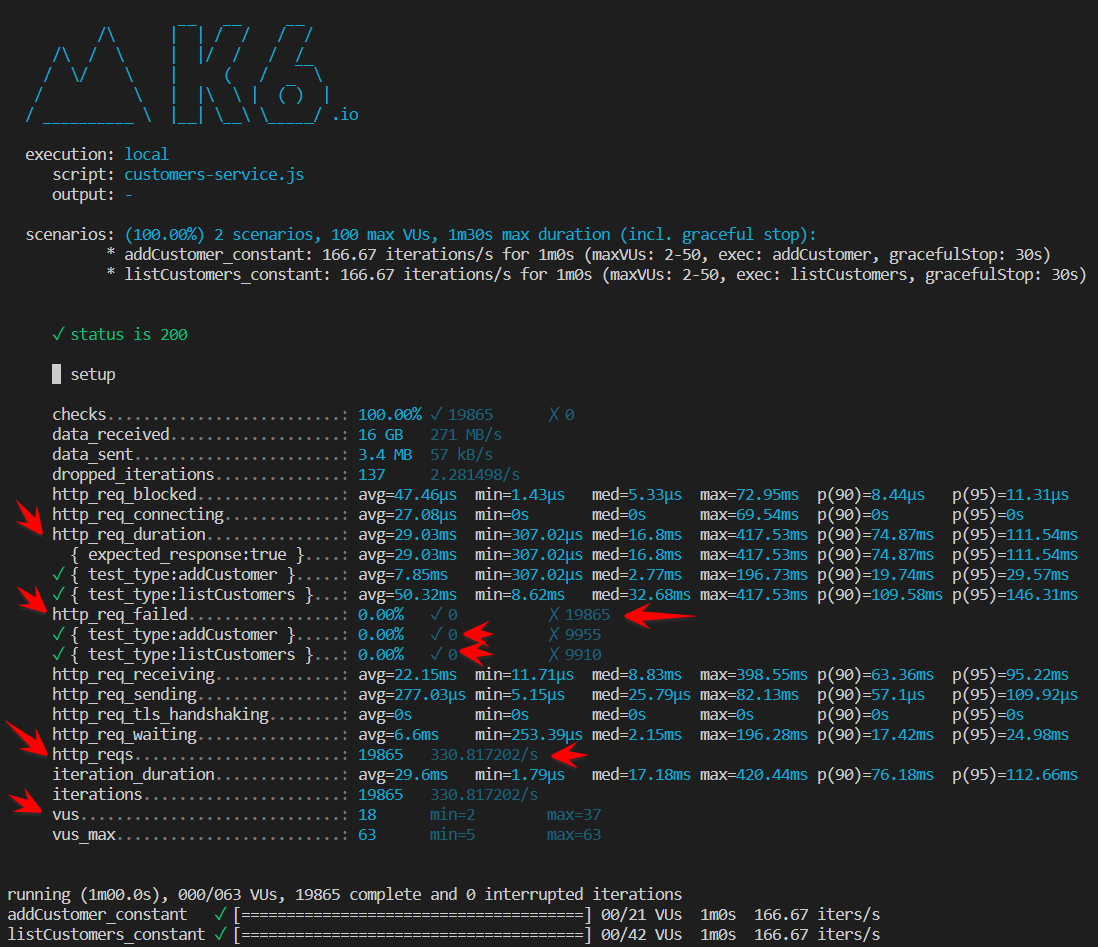 K6 .io
execution: local
script: customers-service.js
output: -
scenarios: (100.00%) 2 scenarios, 100 max VUs, 1m30s max duration (incl. graceful stop):
* addCustomer_constant: 166.67 iterations/s for 1m0s (maxVUs: 2-50, exec: addCustomer, gracefulStop: 30s)
* listCustomers_constant: 166.67 iterations/s for 1m0s (maxVUs: 2-50, exec: listCustomers, gracefulStop: 30s)
✓ status is 200
█ setup
checks..........................: 100.00% ✓ 19865 ✗ 0
data_received...................: 16 GB 271 MB/s
data_sent.......................: 3.4 MB 57 kB/s
dropped_iterations..............: 137 2.281498/s
http_req_blocked................: avg=47.46µs min=1.43µs med=5.33µs max=72.95ms p(90)=8.44µs p(95)=11.31µs
http_req_connecting.............: avg=27.08µs min=0s med=0s max=69.54ms p(90)=0s p(95)=0s
http_req_duration...............: avg=29.03ms min=307.02µs med=16.8ms max=417.53ms p(90)=74.87ms p(95)=111.54ms
{ expected_response:true }....: avg=29.03ms min=307.02µs med=16.8ms max=417.53ms p(90)=74.87ms p(95)=111.54ms
✓ { test_type:addCustomer }.....: avg=7.85ms min=307.02µs med=2.77ms max=196.73ms p(90)=19.74ms p(95)=29.57ms
✓ { test_type:listCustomers }...: avg=50.32ms min=8.62ms med=32.68ms max=417.53ms p(90)=109.58ms p(95)=146.31ms
http_req_failed.................: 0.00% ✓ 0 ✗ 19865
✓ { test_type:addCustomer }.....: 0.00% ✓ 0 ✗ 9955
✓ { test_type:listCustomers }...: 0.00% ✓ 0 ✗ 9910
http_req_receiving..............: avg=22.15ms min=11.71µs med=8.83ms max=398.55ms p(90)=63.36ms p(95)=95.22ms
http_req_sending................: avg=277.03µs min=5.15µs med=25.79µs max=82.13ms p(90)=57.1µs p(95)=109.92µs
http_req_tls_handshaking........: avg=0s min=0s med=0s max=0s p(90)=0s p(95)=0s
http_req_waiting................: avg=6.6ms min=253.39µs med=2.15ms max=196.28ms p(90)=17.42ms p(95)=24.98ms
http_reqs.......................: 19865 330.817202/s
iteration_duration..............: avg=29.6ms min=1.79µs med=17.18ms max=420.44ms p(90)=76.18ms p(95)=112.66ms
iterations......................: 19865 330.817202/s
vus.............................: 18 min=2 max=37
vus_max.........................: 63 min=5 max=63
running (1m00.0s), 000/063 VUs, 19865 complete and 0 interrupted iterations
addCustomer_constant ✓ [======================================] 00/21 VUs 1m0s 166.67 iters/s
listCustomers_constant ✓ [======================================] 00/42 VUs 1m0s 166.67 iters/s